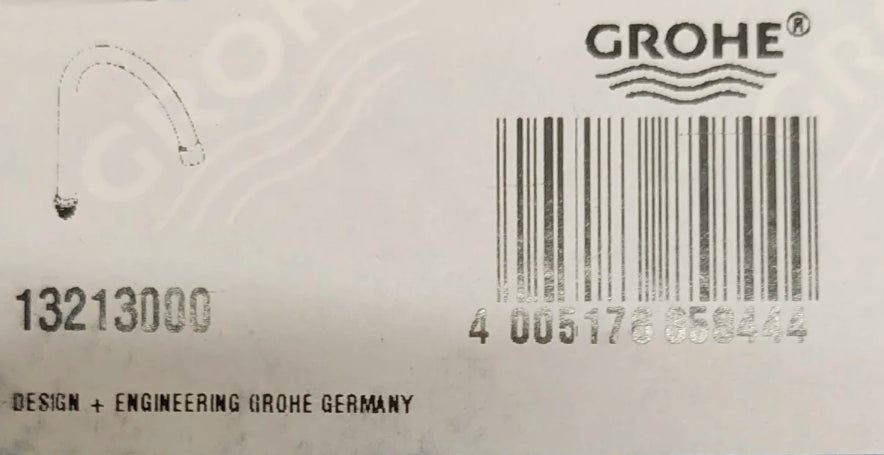 GROHE®
13213000
4 005176 858444
DESIGN + ENGINEERING GROHE GERMANY